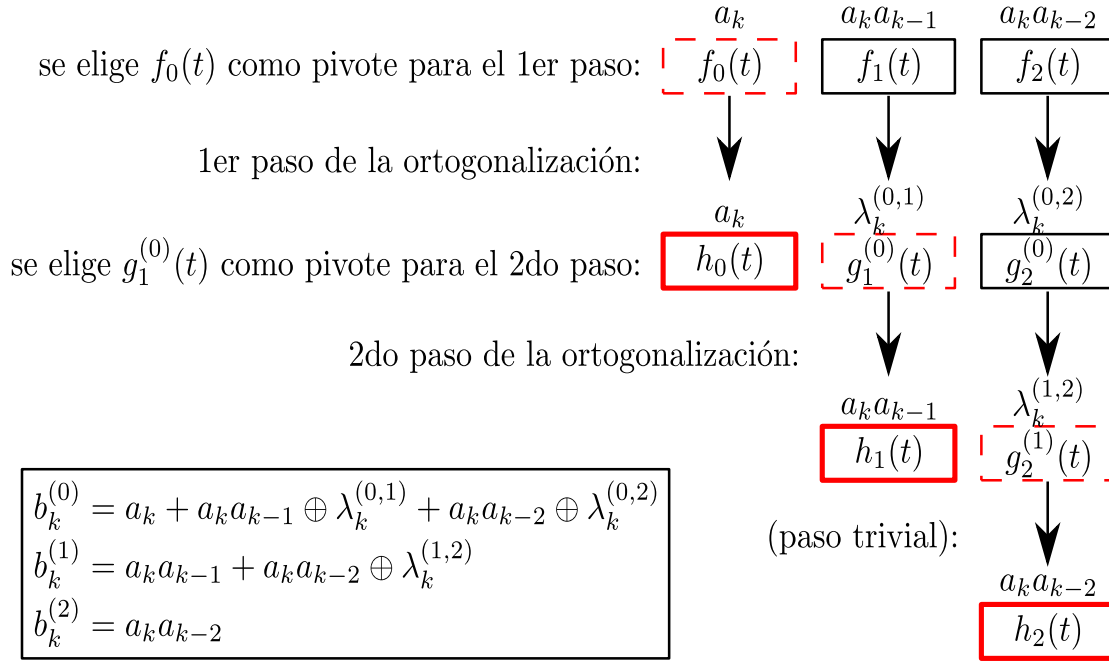 a_k a_k a_{k-1} a_k a_{k-2}
se elige f_0(t) como pivote para el 1er paso: f_0(t) f_1(t) f_2(t)
1er paso de la ortogonalización:
a_k λ_k^{(0,1)} λ_k^{(0,2)}
se elige g_1^{(0)}(t) como pivote para el 2do paso: h_0(t) g_1^{(0)}(t) g_2^{(0)}(t)
2do paso de la ortogonalización:
a_k a_{k-1} λ_k^{(1,2)}
h_1(t) g_2^{(1)}(t)
b_k^{(0)} = a_k + a_k a_{k-1} ⊕ λ_k^{(0,1)} + a_k a_{k-2} ⊕ λ_k^{(0,2)}
b_k^{(1)} = a_k a_{k-1} + a_k a_{k-2} ⊕ λ_k^{(1,2)}
b_k^{(2)} = a_k a_{k-2}
(paso trivial):
a_k a_{k-2}
h_2(t)